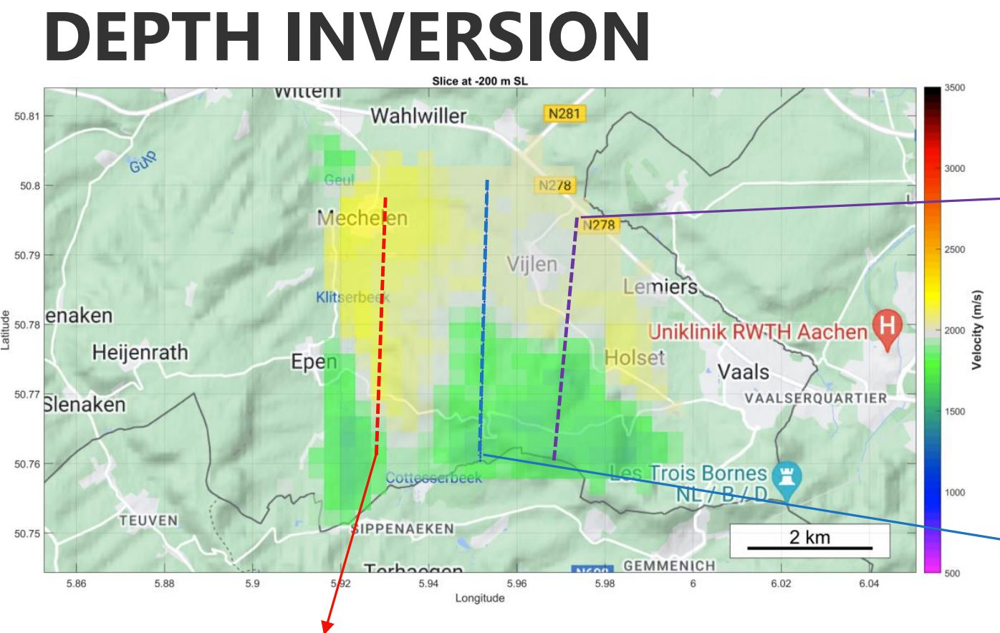 DEPTH INVERSION
Slice at -200 m SL
Wittem
Wahlwiller
N281
Gulp
Geul
N278
Mechelen
N278
Vijlen
Lemiers
Klitserbeek
enaken
Uniklinik RWTH Aachen
H
Heijenrath
Epen
Holset
Vaals
Slenaken
VAALSERQUARTIER
Cottesserbeek
Les Trois Bornes
NL / B / D
TEUVEN
SIPPENAEKEN
2 km
GEMMENICH
Terhaegen
N608
L
50.81
50.8
50.79
50.78
50.77
50.76
50.75
Latitude
5.86
5.88
5.9
5.92
5.94
5.96
5.98
6
6.02
6.04
Longitude
3500
3000
2500
2000
1500
1000
500
Velocity (m/s)